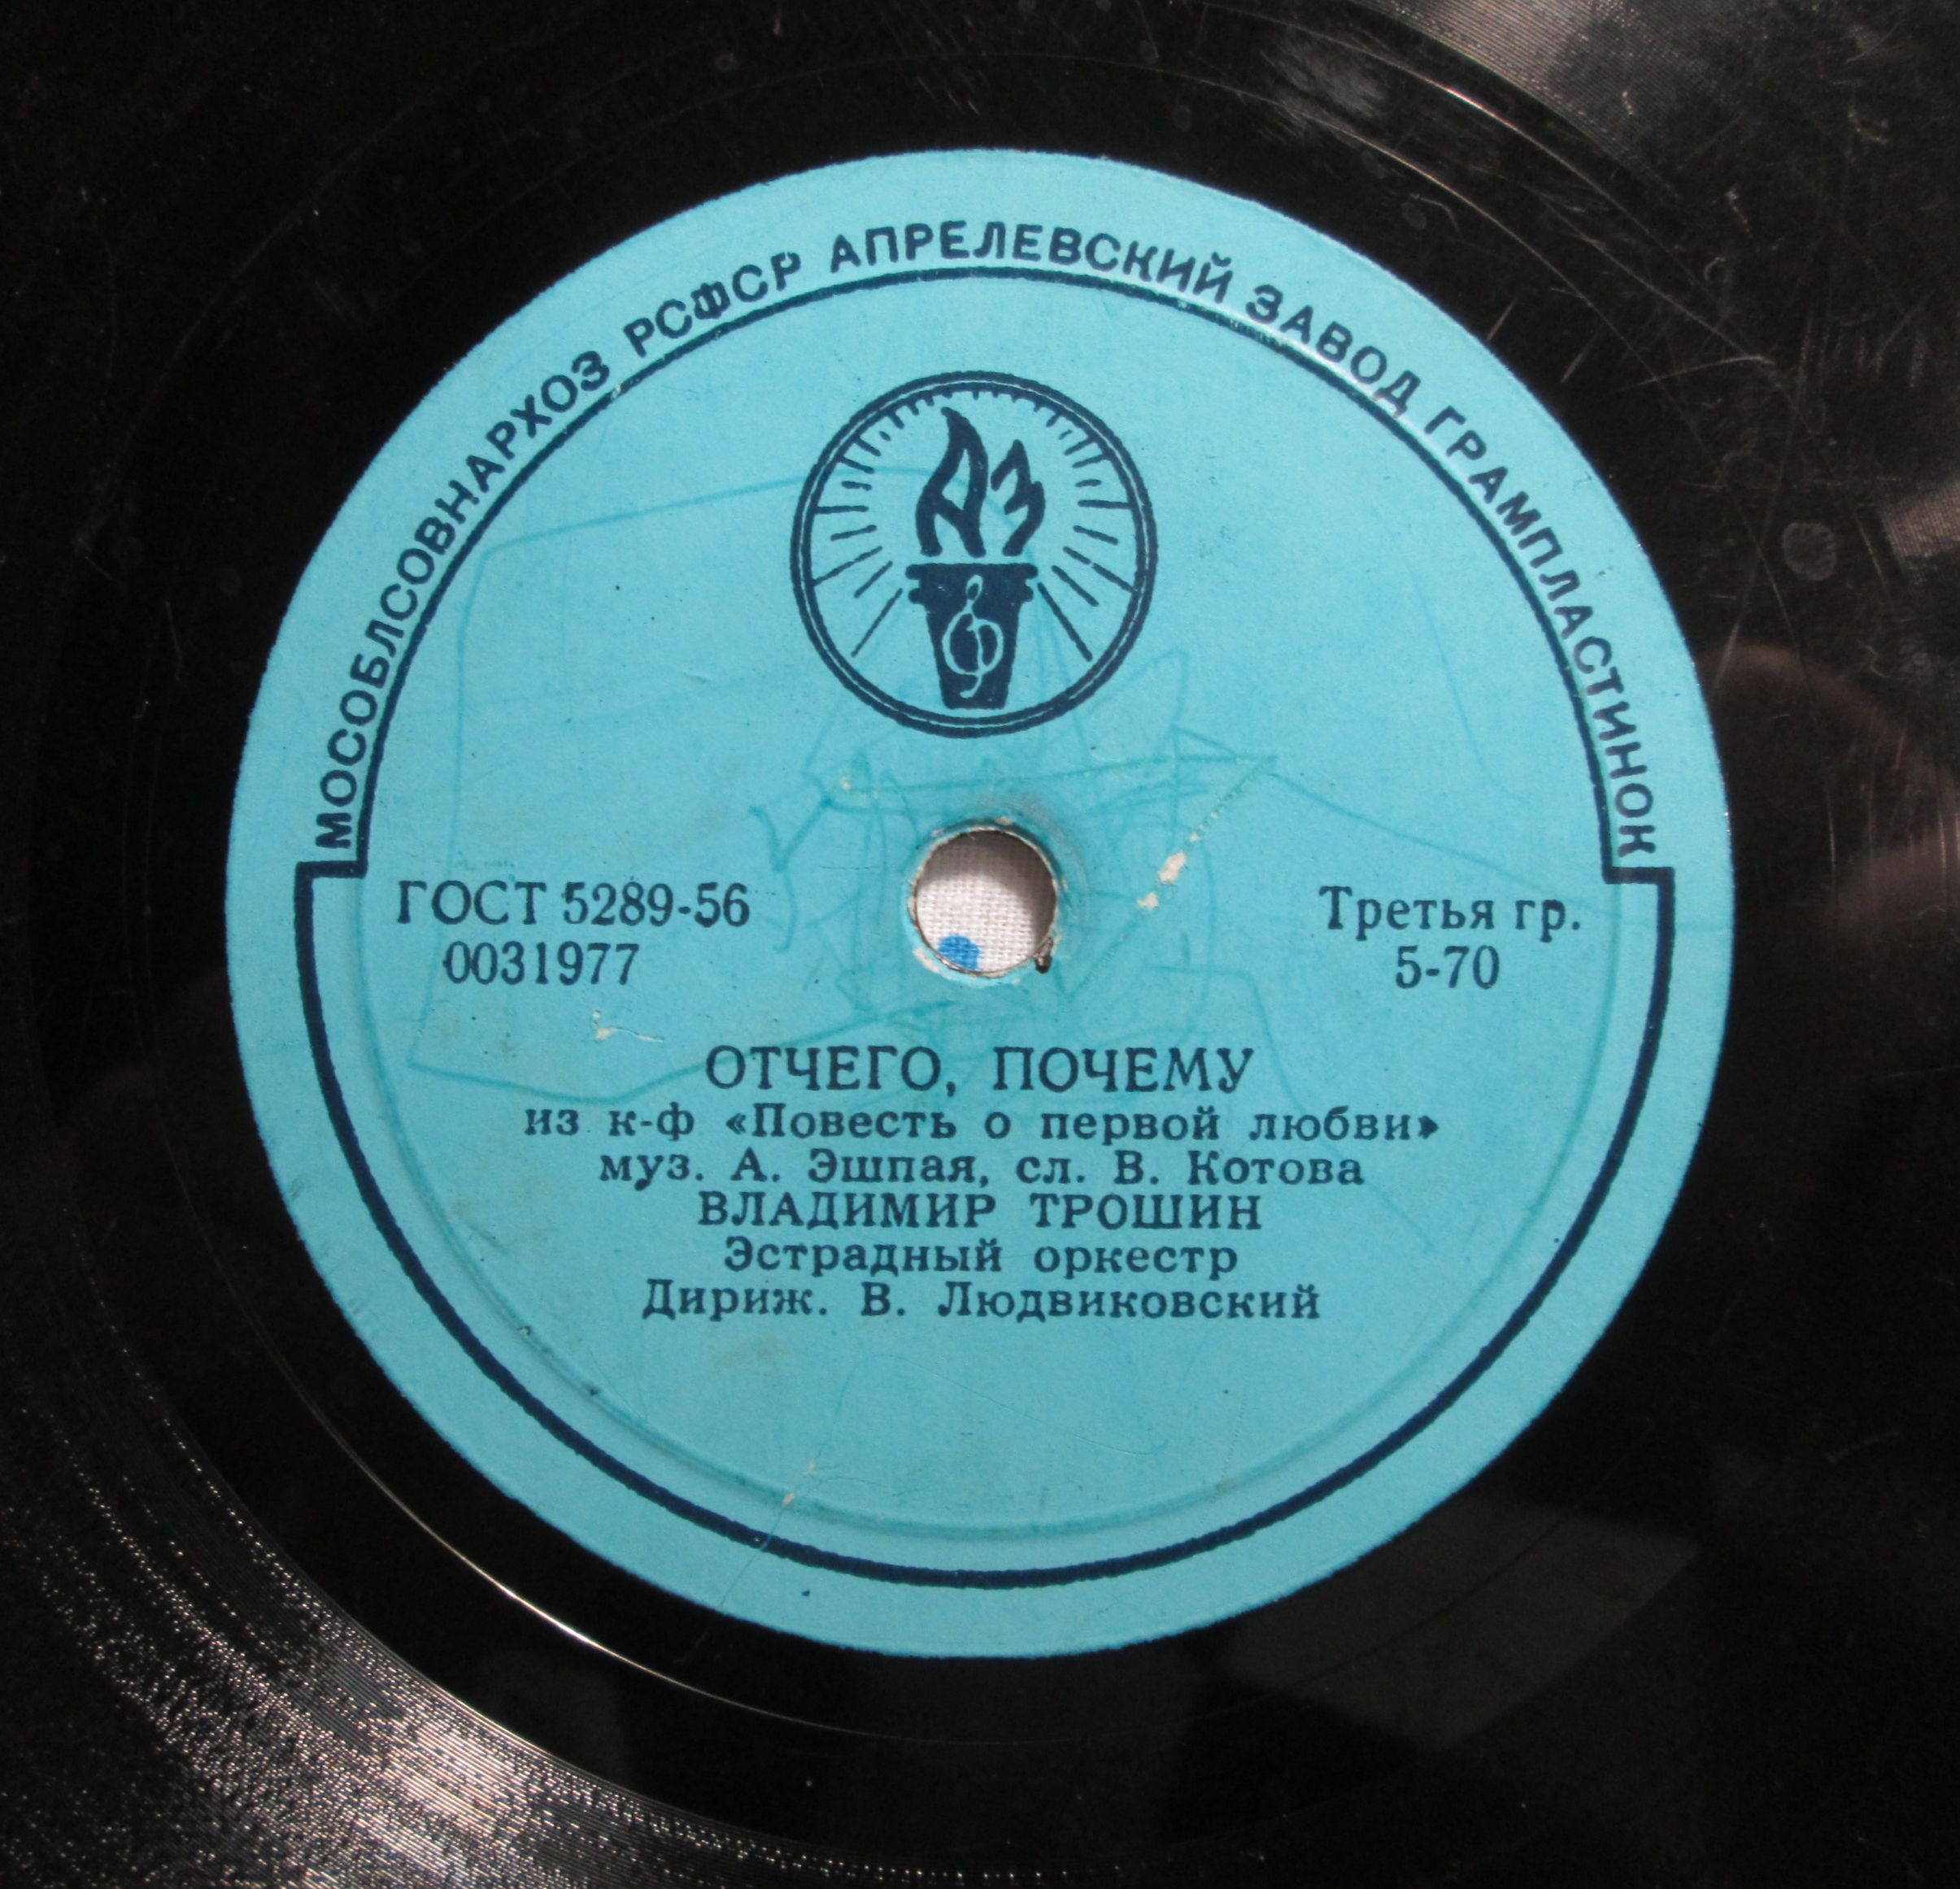 МОСОБЛСОВНАРХОЗ РСФСР АПРЕЛЕВСКИЙ ЗАВОД ГРАМПЛАСТИНОК
АЗ
ГОСТ 5289-56
0031977
Третья гр.
5-70
ОТЧЕГО, ПОЧЕМУ
из к-ф «Повесть о первой любви»
муз. А. Эшпая, сл. В. Котова
ВЛАДИМИР ТРОШИН
Эстрадный оркестр
Дириж. В. Людвиковский